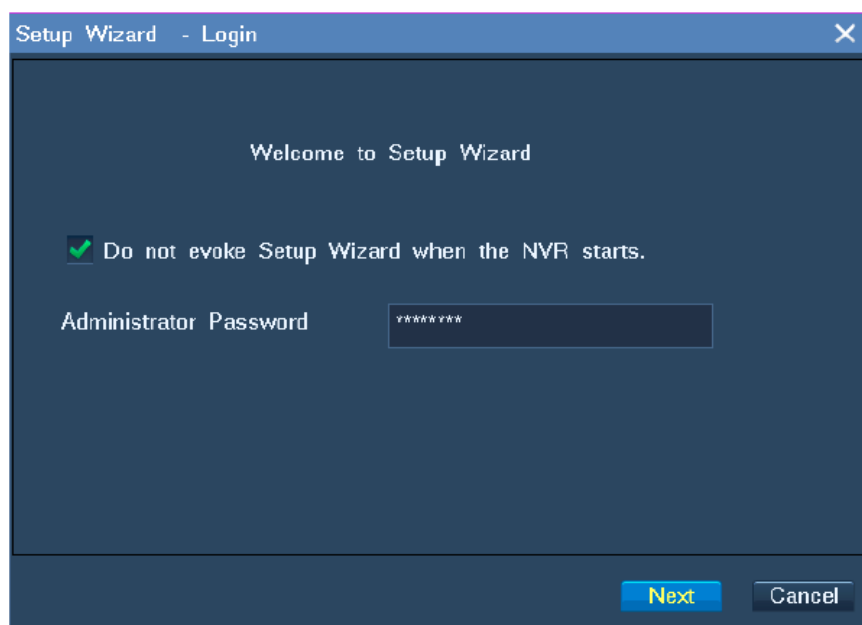 Setup Wizard - Login
Welcome to Setup Wizard
Do not evoke Setup Wizard when the NVR starts.
Administrator Password ********
Next Cancel